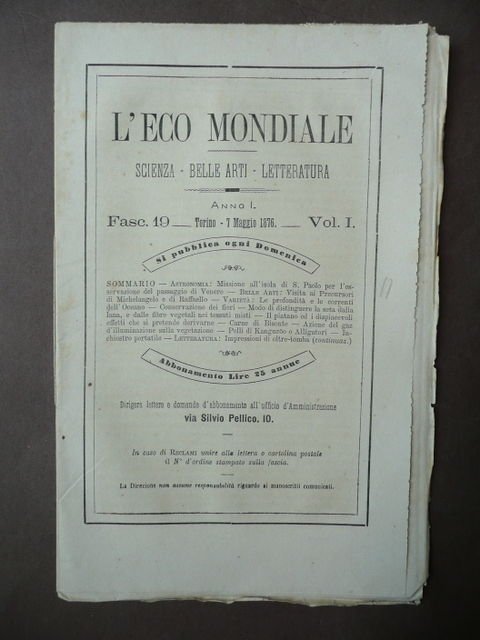 L'ECO MONDIALE
SCIENZA - BELLE ARTI - LETTERATURA
ANNO I.
Fasc. 19 — Torino - 7 Maggio 1876. — Vol. I.
Si pubblica ogni Domenica
SOMMARIO — ASTRONOMIA: Missione all'isola di S. Paolo per l'os-
servazione del passaggio di Venere — BELLE ARTI: Visita ai Precursori
di Michelangelo e di Raffaello — VARIETÀ: Le profondità e le correnti
dell'Oceano — Conservazione dei fiori — Modo di distinguere la seta dalla
lana, e dalle fibre vegetali nei tessuti misti — Il platano ed i dispiacevoli
effetti che si pretende derivarne — Carne di Bisonte — Azione del gaz
d'illuminazione sulla vegetazione — Pelli di Kanguròo e Alligatori — In-
chiostro portatile — LETTERATURA: Impressioni di oltre-tomba (continuaz.)
Abbonamento Lire 25 annue
Dirigere lettere e domande d'abbonamento all'ufficio d'Amministrazione
via Silvio Pellico, 10.
In caso di RECLAMI unire alla lettera o cartolina postale
il N° d'ordine stampato sulla fascia.
La Direzione non assume responsabilità riguardo ai manoscritti comunicati.